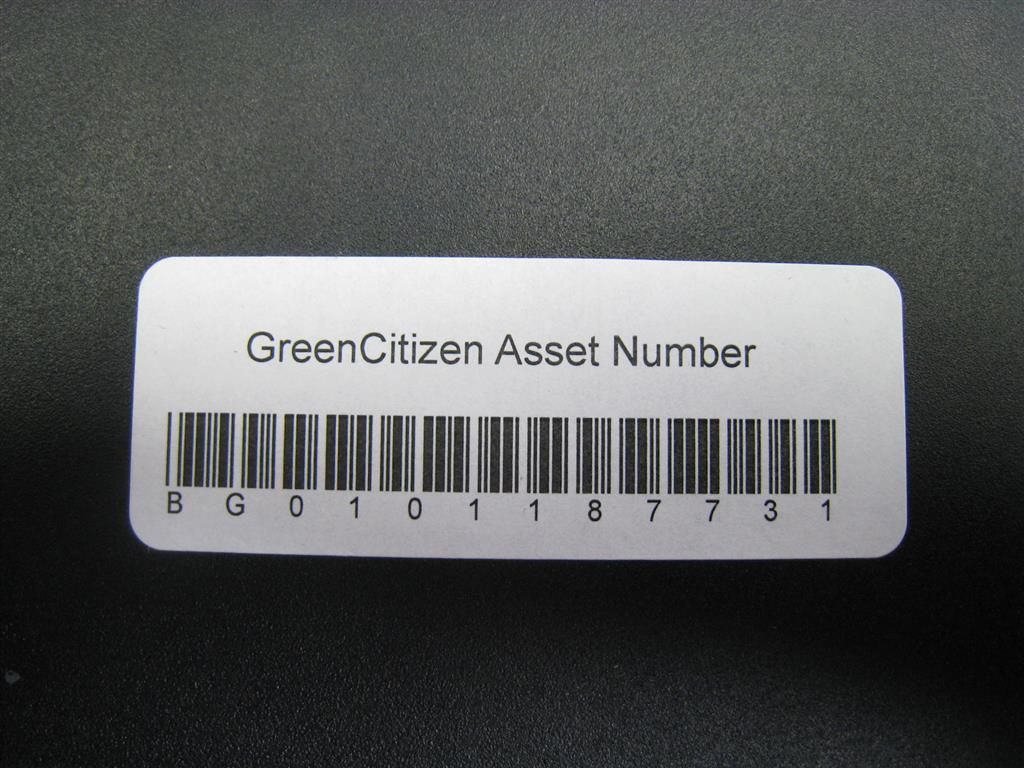 GreenCitizen Asset Number
B G 0 1 0 1 1 8 7 7 3 1